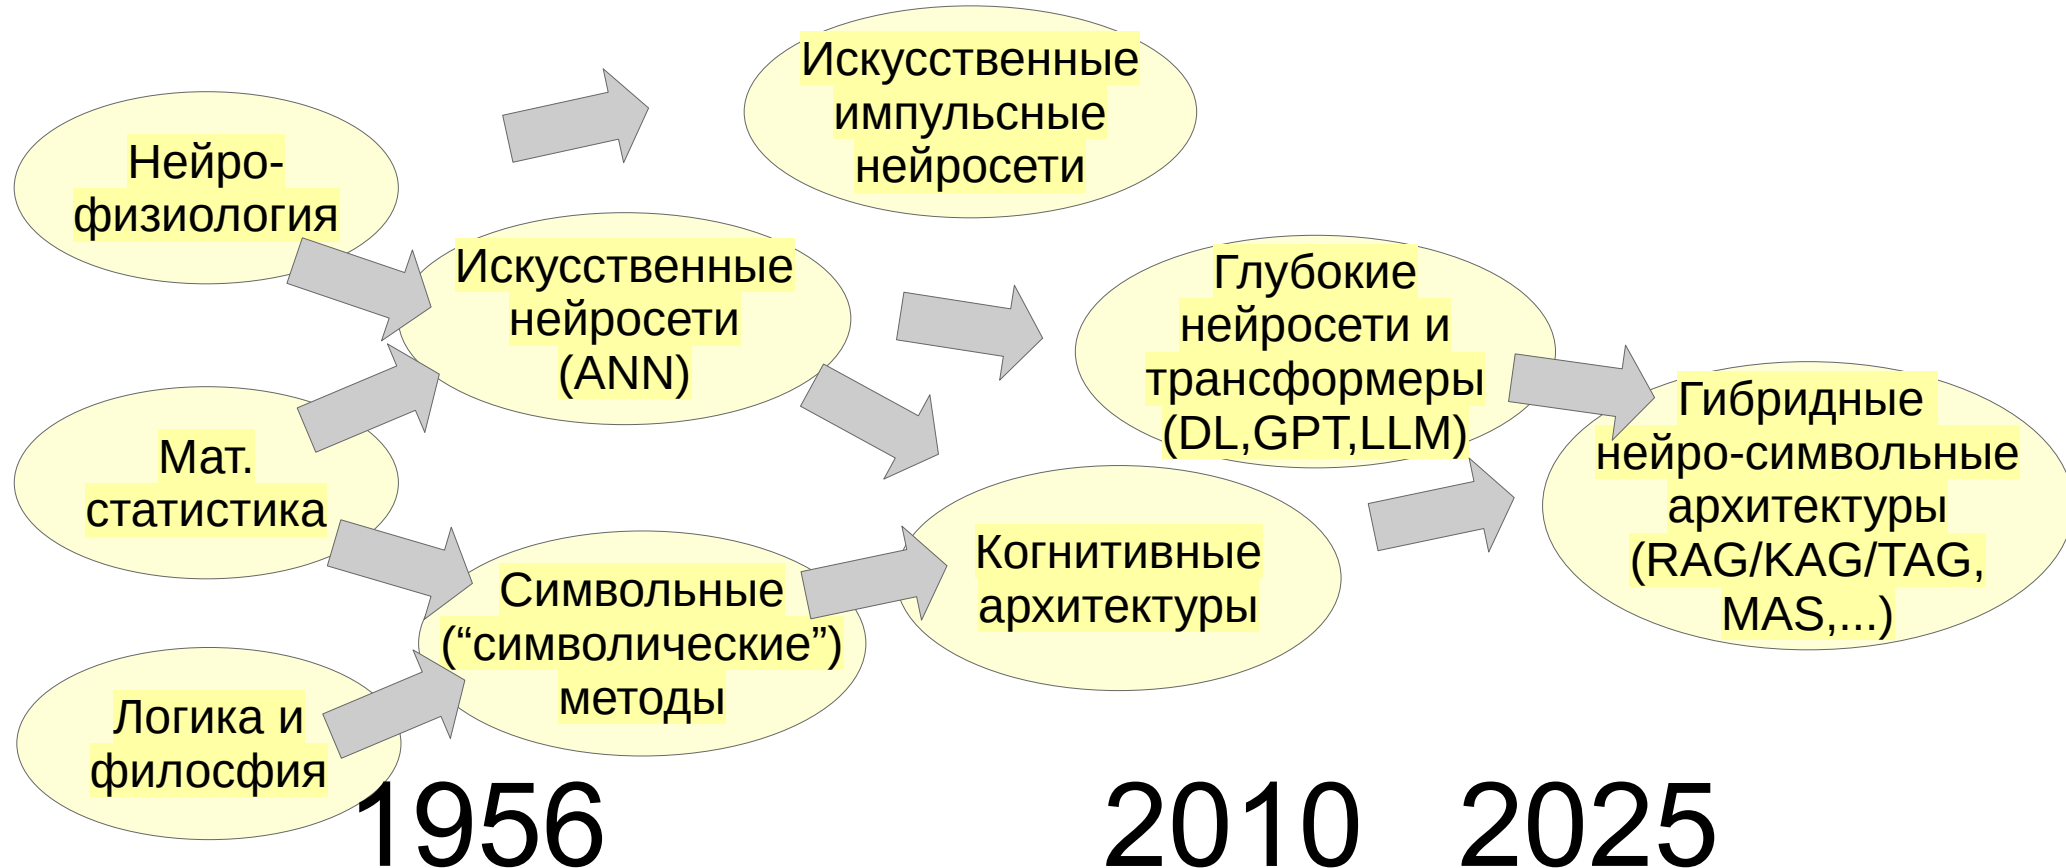 Искусственные
импульсные
нейросети
Нейро-
физиология
Искусственные
нейросети
(ANN)
Глубокие
нейросети и
трансформеры
(DL,GPT,LLM)
Гибридные
нейро-символьные
архитектуры
(RAG/KAG/TAG,
MAS,...)
Мат.
статистика
Когнитивные
архитектуры
Символьные
(“символические”)
методы
Логика и
филосфия
1956
2010
2025